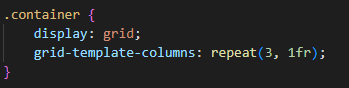 .container {
    display: grid;
    grid-template-columns: repeat(3, 1fr);
}